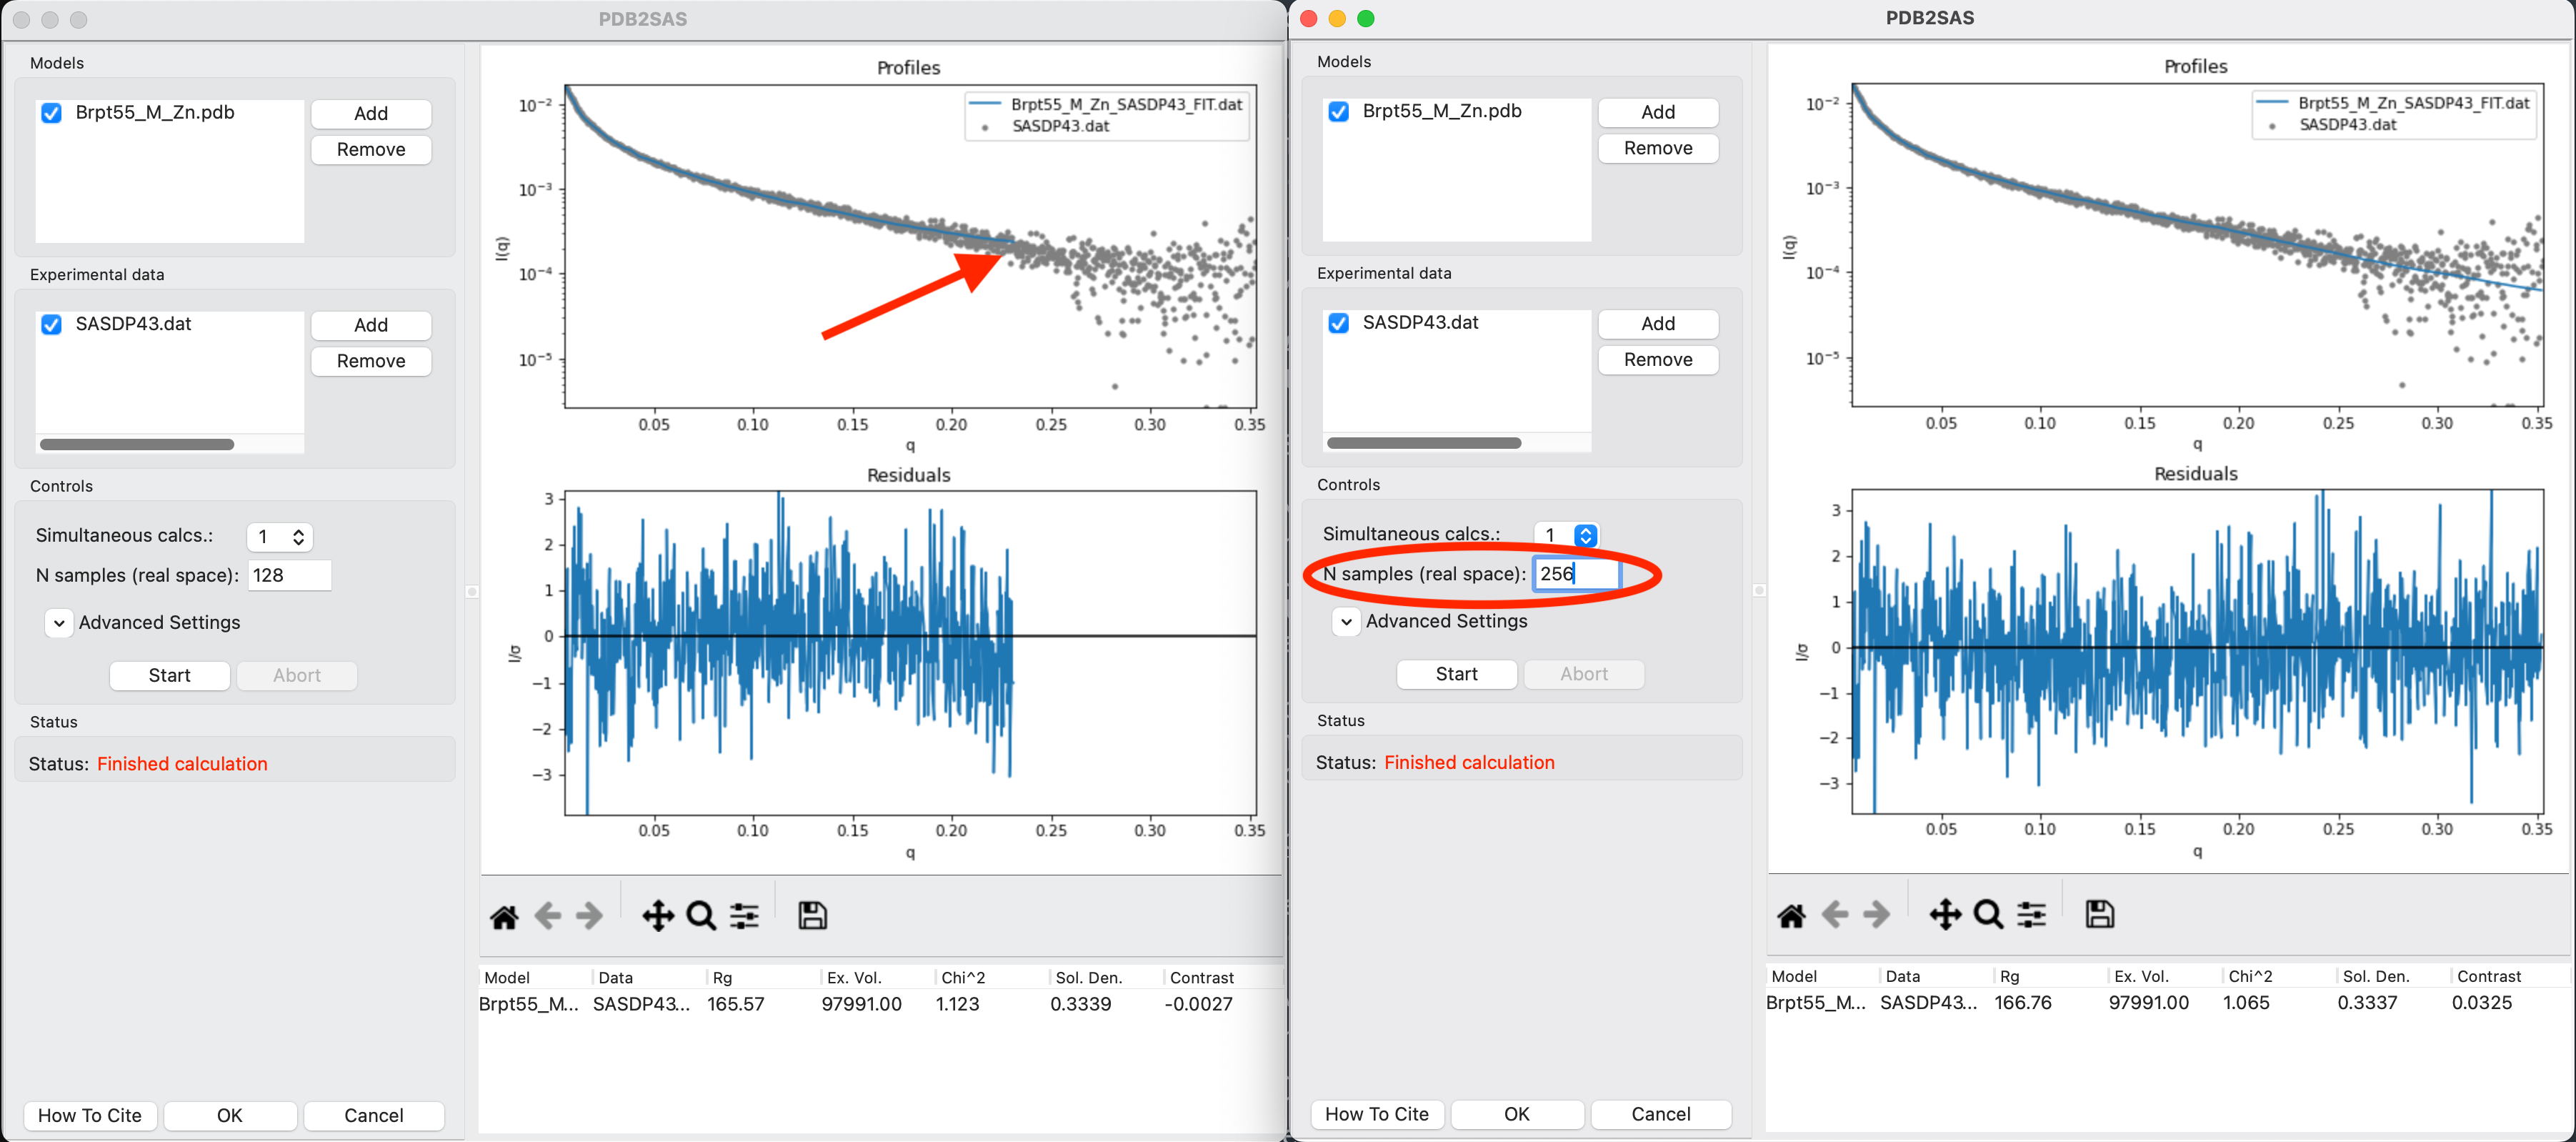 PDB2SAS
Models
Brpt55_M_Zn.pdb
Add
Remove
Experimental data
SASDP43.dat
Add
Remove
Controls
Simultaneous calcs.: 1
N samples (real space): 128
Advanced Settings
Start Abort
Status
Status: Finished calculation
How To Cite OK Cancel
Profiles
Brpt55_M_Zn_SASDP43_FIT.dat
SASDP43.dat
I(q)
10⁻²
10⁻³
10⁻⁴
10⁻⁵
0.05 0.10 0.15 0.20 0.25 0.30 0.35
q
Residuals
I/σ
3
2
1
0
−1
−2
−3
0.05 0.10 0.15 0.20 0.25 0.30 0.35
q
Model Data Rg Ex. Vol. Chi^2 Sol. Den. Contrast
Brpt55_M... SASDP43... 165.57 97991.00 1.123 0.3339 -0.0027
PDB2SAS
Models
Brpt55_M_Zn.pdb
Add
Remove
Experimental data
SASDP43.dat
Add
Remove
Controls
Simultaneous calcs.: 1
N samples (real space): 256
Advanced Settings
Start Abort
Status
Status: Finished calculation
How To Cite OK Cancel
Profiles
Brpt55_M_Zn_SASDP43_FIT.dat
SASDP43.dat
I(q)
10⁻²
10⁻³
10⁻⁴
10⁻⁵
0.05 0.10 0.15 0.20 0.25 0.30 0.35
q
Residuals
I/σ
3
2
1
0
−1
−2
−3
0.05 0.10 0.15 0.20 0.25 0.30 0.35
q
Model Data Rg Ex. Vol. Chi^2 Sol. Den. Contrast
Brpt55_M... SASDP43... 166.76 97991.00 1.065 0.3337 0.0325